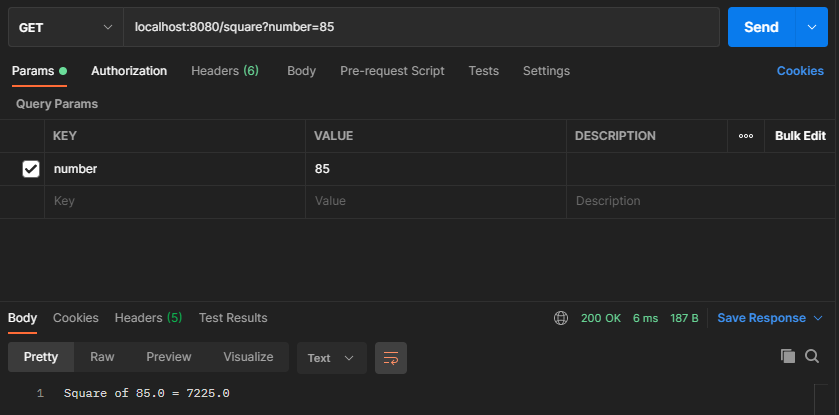 GET localhost:8080/square?number=85 Send
Params Authorization Headers (6) Body Pre-request Script Tests Settings Cookies
Query Params
KEY VALUE DESCRIPTION ooo Bulk Edit
number 85
Key Value Description
Body Cookies Headers (5) Test Results 200 OK 6 ms 187 B Save Response
Pretty Raw Preview Visualize Text
1 Square of 85.0 = 7225.0